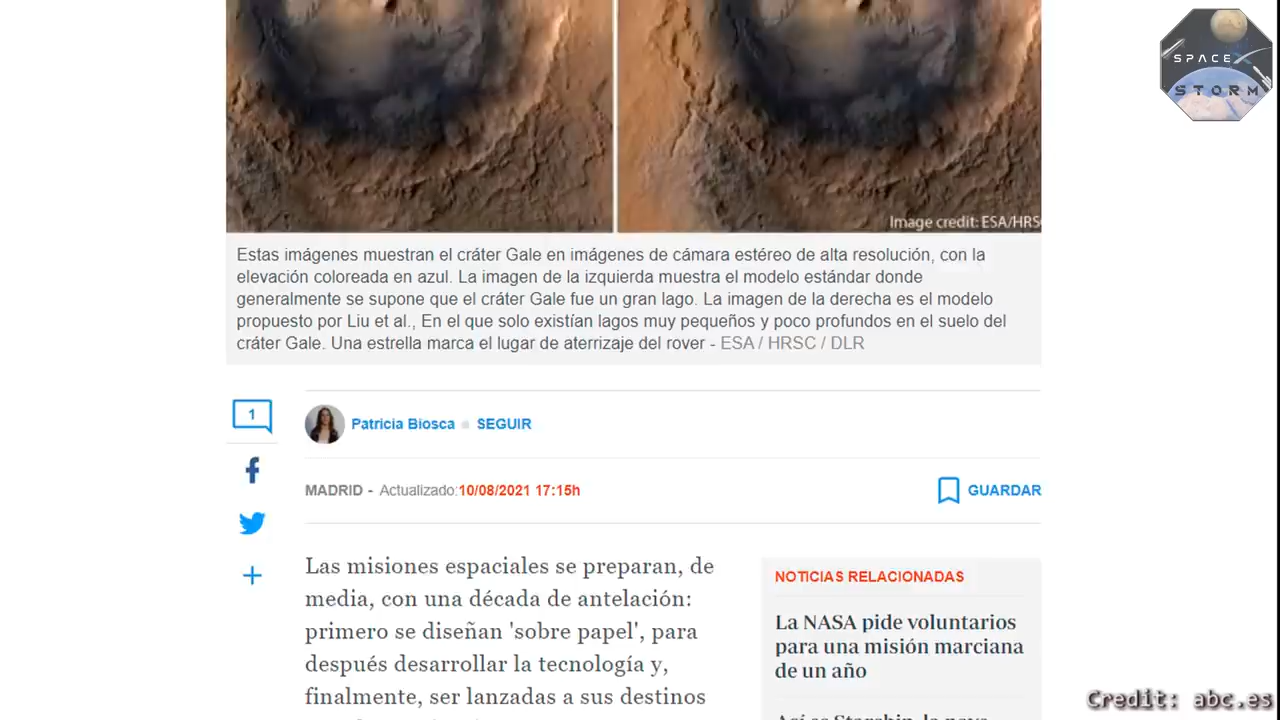 SPACE X
STORM
Image credit: ESA/HRS
Estas imágenes muestran el cráter Gale en imágenes de cámara estéreo de alta resolución, con la
elevación coloreada en azul. La imagen de la izquierda muestra el modelo estándar donde
generalmente se supone que el cráter Gale fue un gran lago. La imagen de la derecha es el modelo
propuesto por Liu et al., En el que solo existían lagos muy pequeños y poco profundos en el suelo del
cráter Gale. Una estrella marca el lugar de aterrizaje del rover - ESA / HRSC / DLR
1
Patricia Biosca SEGUIR
MADRID - Actualizado:10/08/2021 17:15h
GUARDAR
Las misiones espaciales se preparan, de
media, con una década de antelación:
primero se diseñan 'sobre papel', para
después desarrollar la tecnología y,
finalmente, ser lanzadas a sus destinos
NOTICIAS RELACIONADAS
La NASA pide voluntarios
para una misión marciana
de un año
Así es Starship, la nave
Credit: abc.es